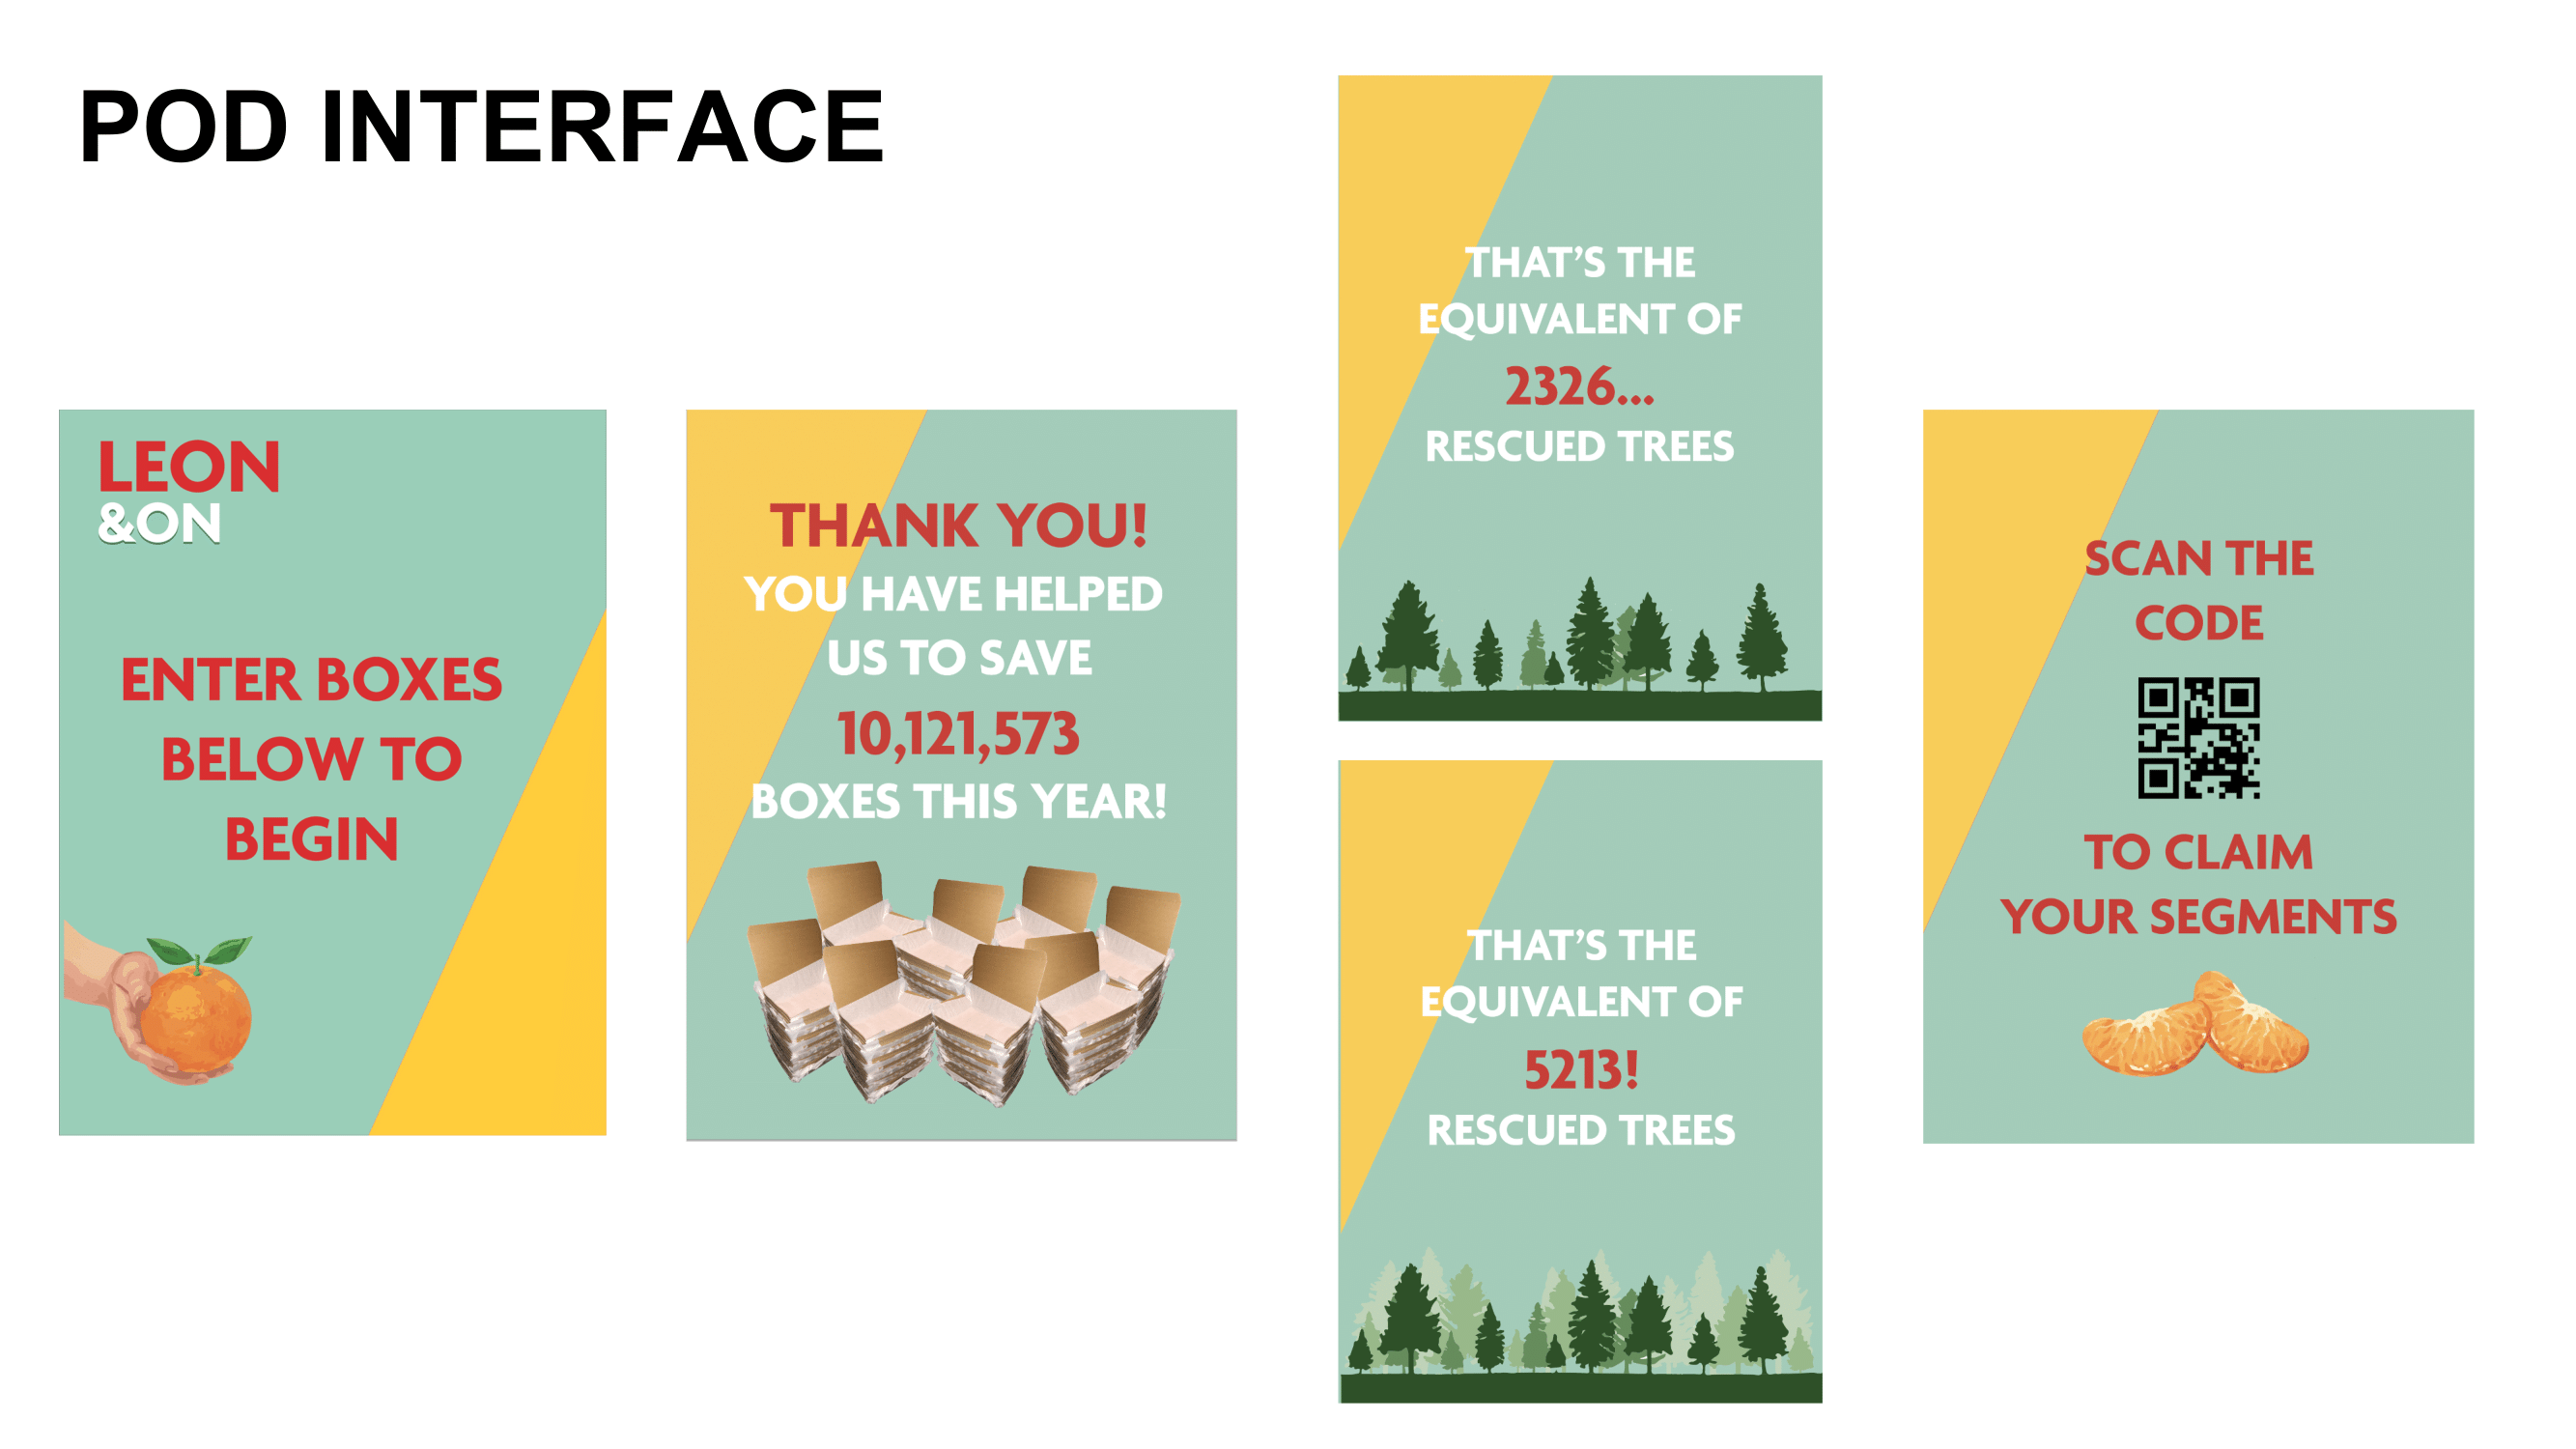 POD INTERFACE
LEON
&ON
ENTER BOXES
BELOW TO
BEGIN
THANK YOU!
YOU HAVE HELPED
US TO SAVE
10,121,573
BOXES THIS YEAR!
THAT'S THE
EQUIVALENT OF
2326...
RESCUED TREES
THAT'S THE
EQUIVALENT OF
5213!
RESCUED TREES
SCAN THE
CODE
TO CLAIM
YOUR SEGMENTS